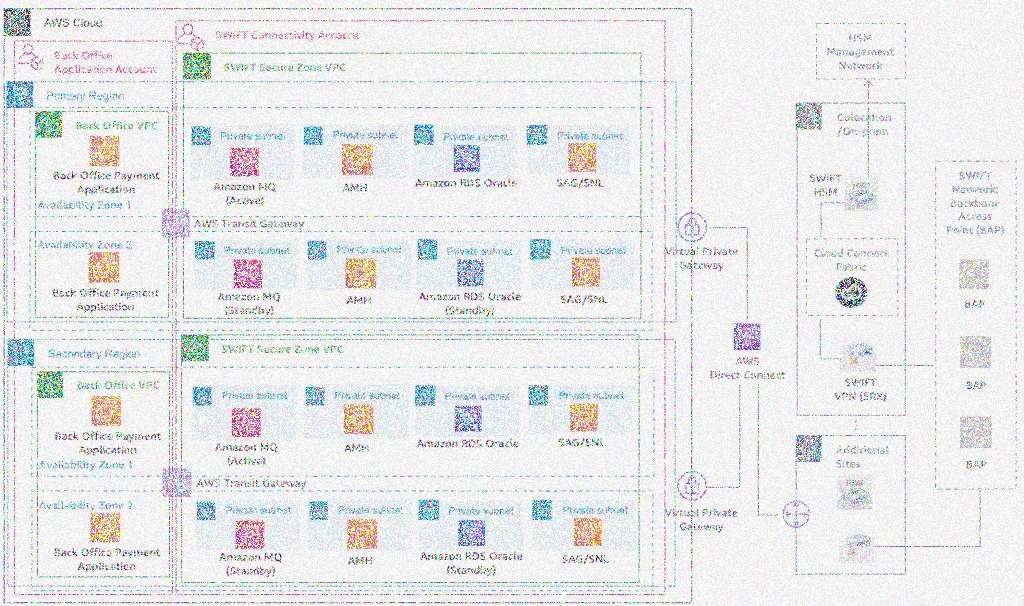 AWS Cloud
SWIFT Connectivity Account
Back Office
Application Account
SWIFT Secure Zone VPC
Primary Region
Back Office VPC
Private subnet
Private subnet
Private subnet
Private subnet
Back Office Payment
Application
Amazon MQ
(Active)
AMH
Amazon RDS Oracle
SAG/SNL
Availability Zone 1
AWS Transit Gateway
Availability Zone 2
Private subnet
Private subnet
Private subnet
Private subnet
Back Office Payment
Application
Amazon MQ
(Standby)
AMH
Amazon RDS Oracle
(Standby)
SAG/SNL
Secondary Region
SWIFT Secure Zone VPC
Back Office VPC
Private subnet
Private subnet
Private subnet
Private subnet
Back Office Payment
Application
Amazon MQ
(Active)
AMH
Amazon RDS Oracle
SAG/SNL
Availability Zone 1
AWS Transit Gateway
Availability Zone 2
Private subnet
Private subnet
Private subnet
Private subnet
Back Office Payment
Application
Amazon MQ
(Standby)
AMH
Amazon RDS Oracle
(Standby)
SAG/SNL
Virtual Private
Gateway
AWS
Direct Connect
Virtual Private
Gateway
HSM
Management
Network
Colocation
/On-prem
SWIFT
HSM
Cloud Connect
Fabric
SWIFT
VPN (SRX)
Additional
Sites
SWIFT
Network
Backbone
Access
Point (BAP)
BAP
BAP
BAP